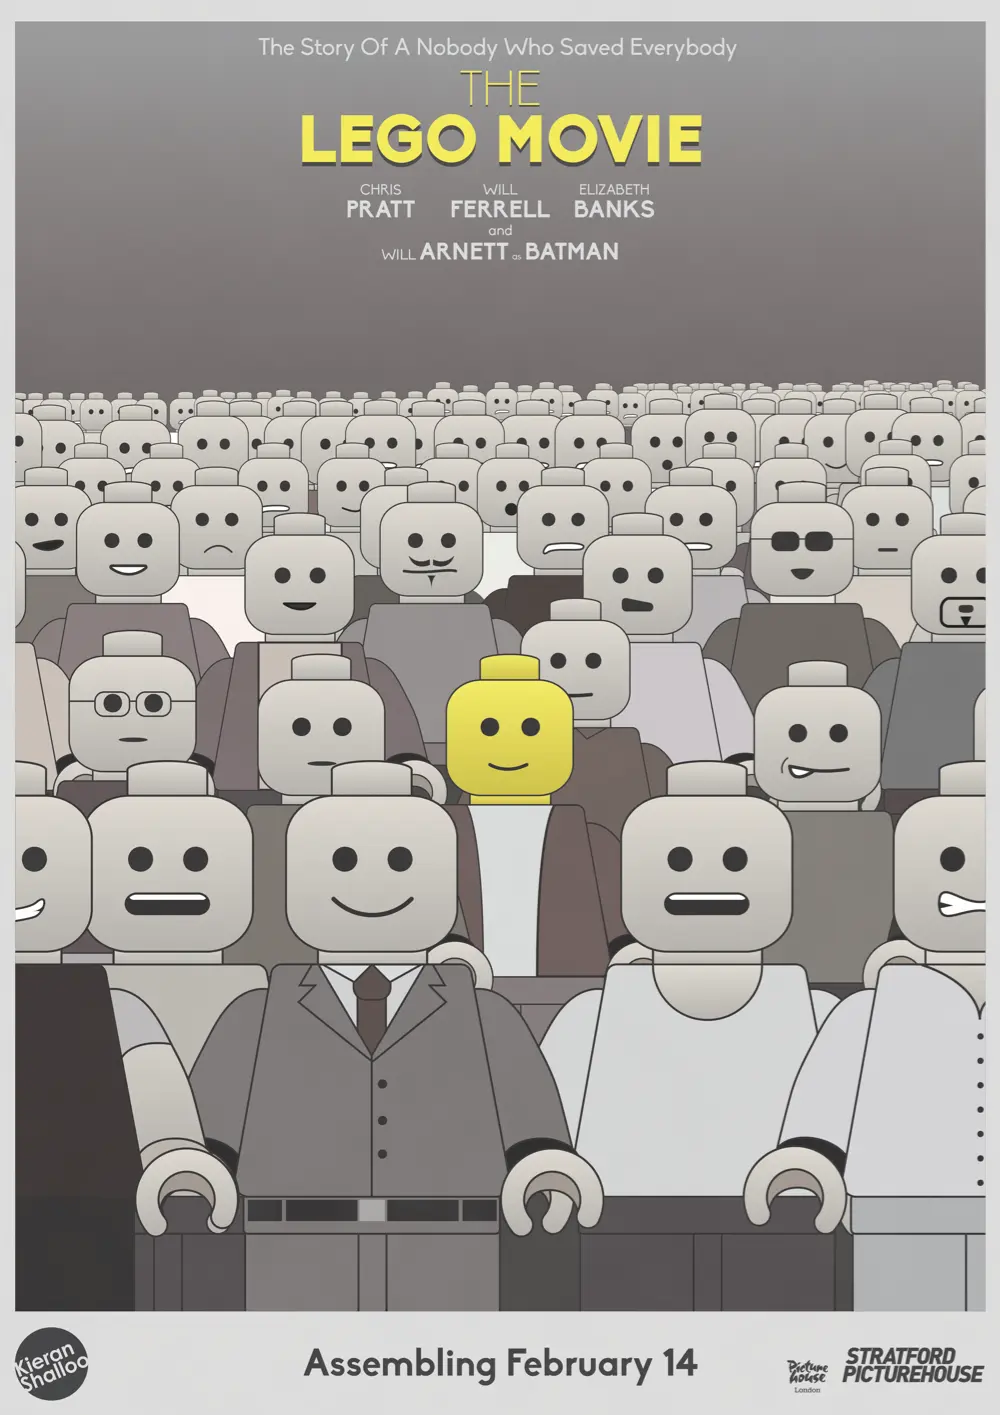 The Story Of A Nobody Who Saved Everybody
THE
LEGO MOVIE
CHRIS PRATT
WILL FERRELL
ELIZABETH BANKS
and
WILL ARNETT as BATMAN
Kieran
Shalloo
Assembling February 14
Picture
house
London
STRATFORD
PICTUREHOUSE